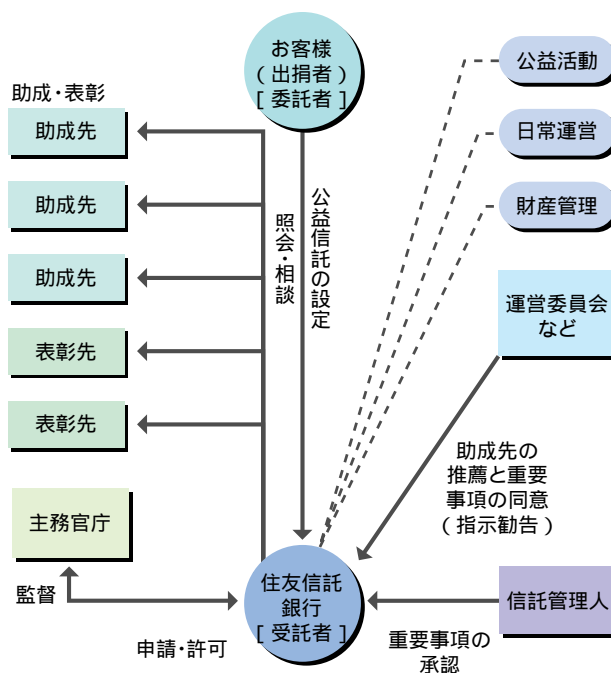 お客様
(出捐者)
[委託者]
助成・表彰
助成先
助成先
助成先
表彰先
表彰先
照会・相談
公益信託の設定
公益活動
日常運営
財産管理
運営委員会
など
助成先の
推薦と重要
事項の同意
(指示勧告)
主務官庁
監督
申請・許可
住友信託
銀行
[受託者]
信託管理人
重要事項の
承認